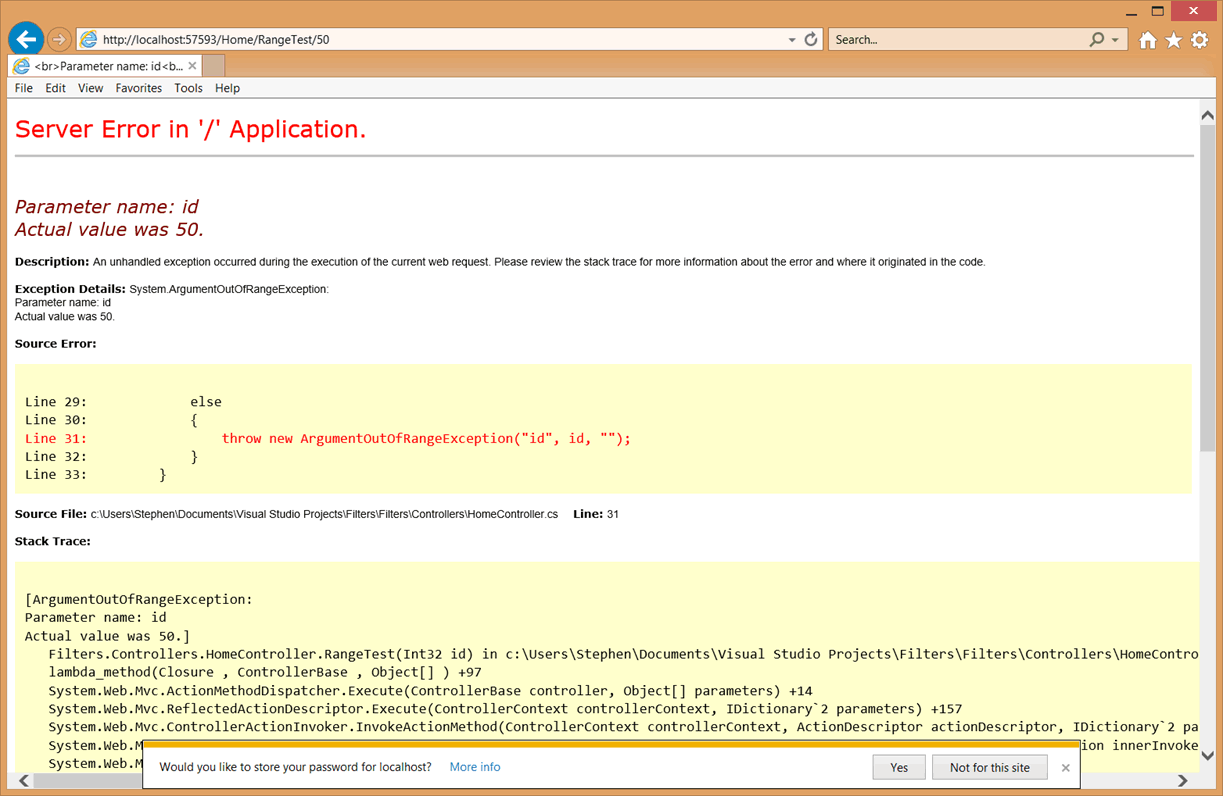 http://localhost:57593/Home/RangeTest/50
Search...
<br>Parameter name: id<b...
File Edit View Favorites Tools Help
Server Error in '/' Application.
Parameter name: id
Actual value was 50.
Description: An unhandled exception occurred during the execution of the current web request. Please review the stack trace for more information about the error and where it originated in the code.
Exception Details: System.ArgumentOutOfRangeException:
Parameter name: id
Actual value was 50.
Source Error:
Line 29:             else
Line 30:             {
Line 31:                 throw new ArgumentOutOfRangeException("id", id, "");
Line 32:             }
Line 33:         }
Source File: c:\Users\Stephen\Documents\Visual Studio Projects\Filters\Filters\Controllers\HomeController.cs    Line: 31
Stack Trace:
[ArgumentOutOfRangeException:
Parameter name: id
Actual value was 50.]
   Filters.Controllers.HomeController.RangeTest(Int32 id) in c:\Users\Stephen\Documents\Visual Studio Projects\Filters\Filters\Controllers\HomeContro
   lambda_method(Closure , ControllerBase , Object[] ) +97
   System.Web.Mvc.ActionMethodDispatcher.Execute(ControllerBase controller, Object[] parameters) +14
   System.Web.Mvc.ReflectedActionDescriptor.Execute(ControllerContext controllerContext, IDictionary`2 parameters) +157
   System.Web.Mvc.ControllerActionInvoker.InvokeActionMethod(ControllerContext controllerContext, ActionDescriptor actionDescriptor, IDictionary`2 pa
   System.Web.M ion innerInvoke
   System.Web.M
Would you like to store your password for localhost? More info Yes Not for this site